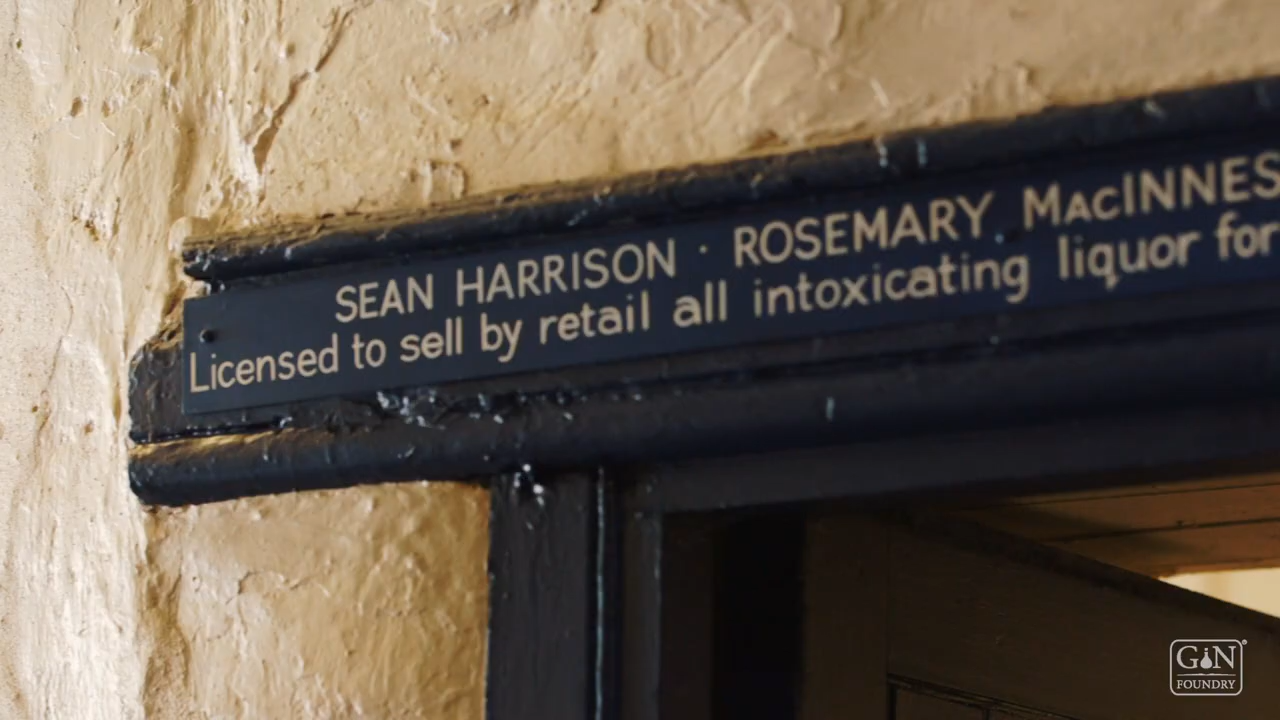 SEAN HARRISON · ROSEMARY MacINNES
Licensed to sell by retail all intoxicating liquor for
GiN
FOUNDRY